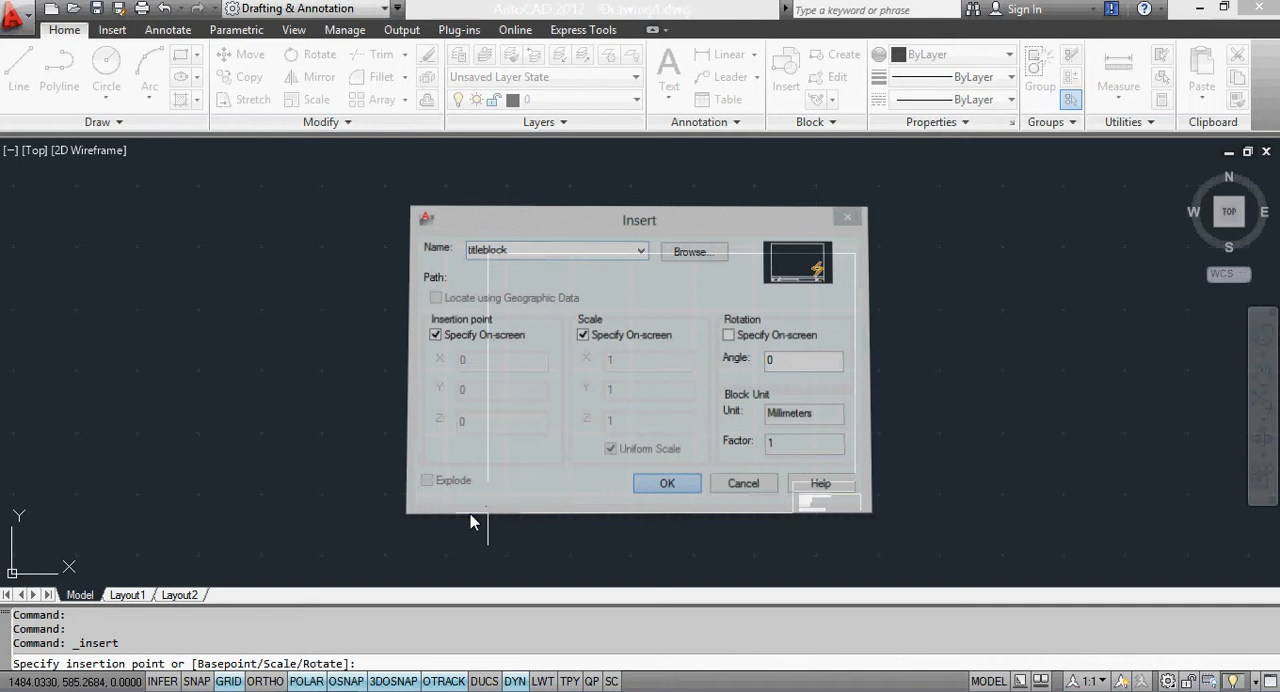 Drafting & Annotation
AutoCAD 2012 Drawing1.dwg
Type a keyword or phrase
Sign In
Home Insert Annotate Parametric View Manage Output Plug-ins Online Express Tools
Move Rotate Trim
Copy Mirror Fillet
Stretch Scale Array
Line Polyline Circle Arc
Unsaved Layer State
0
Text
Linear
Leader
Table
Insert
Create
Edit
ByLayer
ByLayer
ByLayer
Group
Measure
Paste
Draw Modify Layers Annotation Block Properties Groups Utilities Clipboard
[−] [Top] [2D Wireframe]
N
W TOP E
S
WCS
Insert
Name: titleblock Browse...
Path:
Locate using Geographic Data
Insertion point Scale Rotation
Specify On-screen Specify On-screen Specify On-screen
X: 0 X: 1 Angle: 0
Y: 0 Y: 1 Block Unit
Unit: Millimeters
Z: 0 Z: 1
Factor: 1
Uniform Scale
Explode OK Cancel Help
Y
X
Model Layout1 Layout2
Command:
Command:
Command: _insert
Specify insertion point or [Basepoint/Scale/Rotate]:
1484.0330, 585.2684, 0.0000 INFER SNAP GRID ORTHO POLAR OSNAP 3DOSNAP OTRACK DUCS DYN LWT TPY QP SC MODEL 1:1